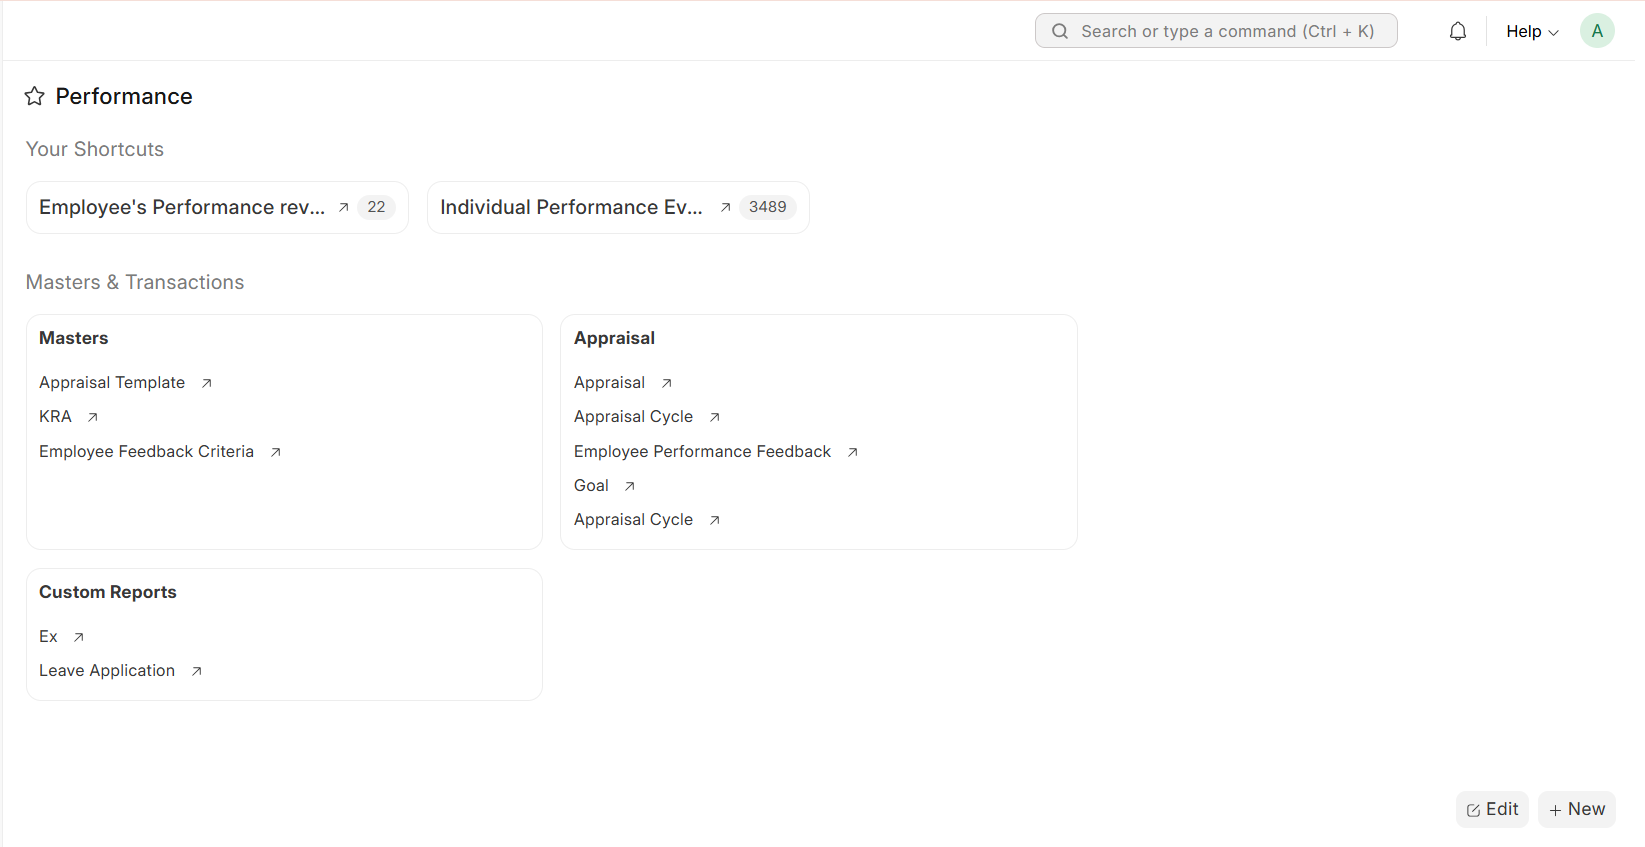 Search or type a command (Ctrl + K)
Help
A
Performance
Your Shortcuts
Employee's Performance rev... 22
Individual Performance Ev... 3489
Masters & Transactions
Masters
Appraisal Template
KRA
Employee Feedback Criteria
Appraisal
Appraisal
Appraisal Cycle
Employee Performance Feedback
Goal
Appraisal Cycle
Custom Reports
Ex
Leave Application
Edit
+ New